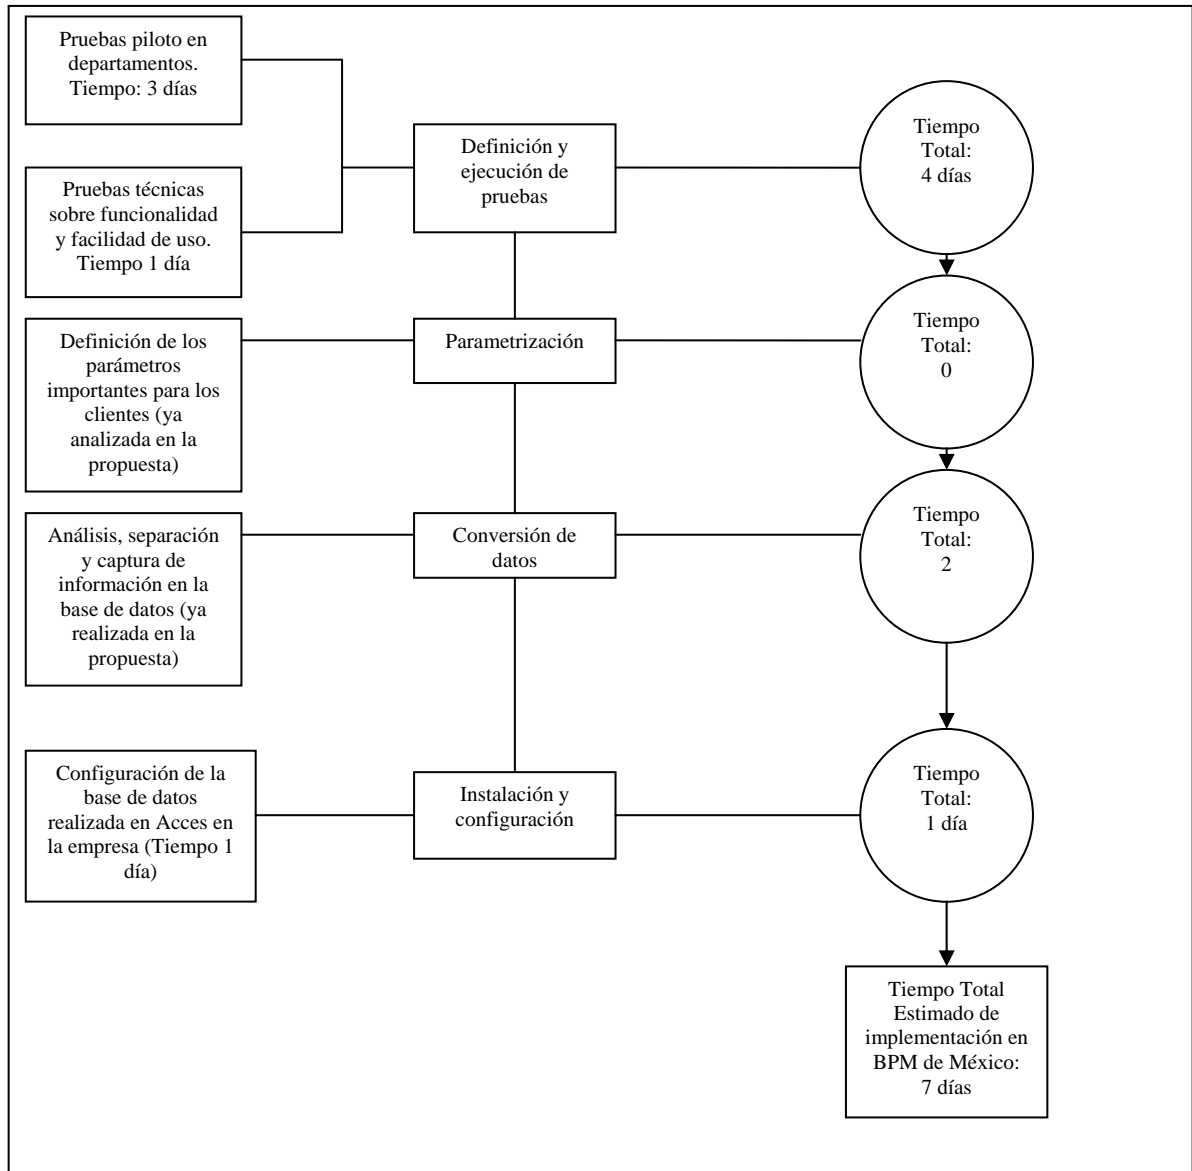 Pruebas piloto en
departamentos.
Tiempo: 3 días
Pruebas técnicas
sobre funcionalidad
y facilidad de uso.
Tiempo 1 día
Definición y
ejecución de
pruebas
Tiempo
Total:
4 días
Definición de los
parámetros
importantes para los
clientes (ya
analizada en la
propuesta)
Parametrización
Tiempo
Total:
0
Análisis, separación
y captura de
información en la
base de datos (ya
realizada en la
propuesta)
Conversión de
datos
Tiempo
Total:
2
Configuración de la
base de datos
realizada en Acces en
la empresa (Tiempo 1
día)
Instalación y
configuración
Tiempo
Total:
1 día
Tiempo Total
Estimado de
implementación en
BPM de México:
7 días